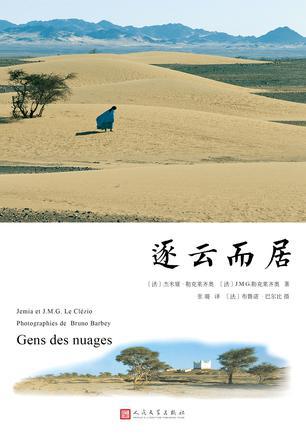 逐云而居
〔法〕杰米娅·勒克莱齐奥 〔法〕J.M.G.勒克莱齐奥 著
张璐 译 〔法〕布鲁诺·巴尔比 摄
Jemia et J.M.G. Le Clézio
Photographies de Bruno Barbey
Gens des nuages
人民文学出版社